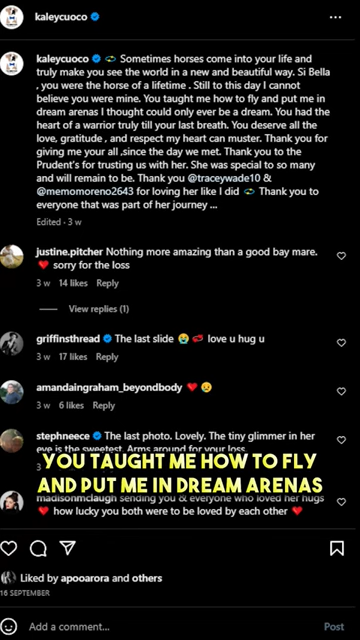 kaleycuoco
kaleycuoco Sometimes horses come into your life and
truly make you see the world in a new and beautiful way. Si Bella
, you were the horse of a lifetime . Still to this day I cannot
believe you were mine. You taught me how to fly and put me in
dream arenas I thought could only ever be a dream. You had the
heart of a warrior truly till your last breath. You deserve all the
love, gratitude , and respect my heart can muster. Thank you for
giving me your all ,since the day we met. Thank you to the
Prudent's for trusting us with her. She was special to so many
and will remain to be. Thank you @traceywade10 &
@memomoreno2643 for loving her like I did Thank you to
everyone that was part of her journey ...
Edited · 3 w
justine.pitcher Nothing more amazing than a good bay mare.
❤️ sorry for the loss
3 w 14 likes Reply
View replies (1)
griffinsthread The last slide 😭 love u hug u
3 w 17 likes Reply
amandaingraham_beyondbody ❤️😢
3 w 6 likes Reply
stephneece The last photo. Lovely. The tiny glimmer in her
eye is the sweetest. Arms around for your loss.
YOU TAUGHT ME HOW TO FLY
AND PUT ME IN DREAM ARENAS
3
madisonmclaugh sending you & everyone who loved her hugs
❤️ how lucky you both were to be loved by each other ❤️
Liked by apooarora and others
16 SEPTEMBER
Add a comment... Post